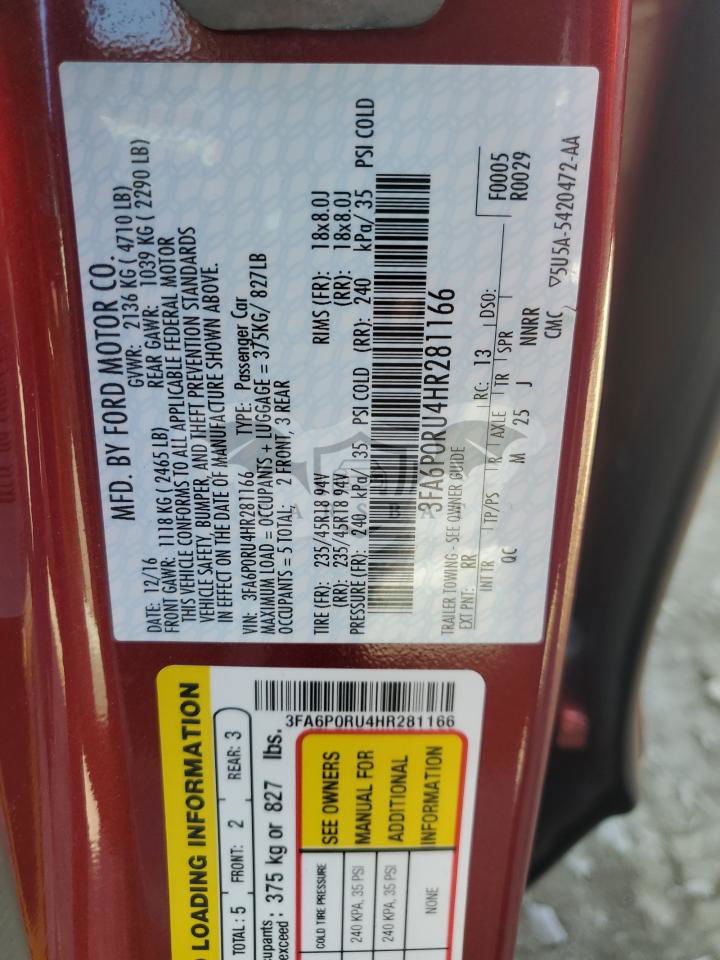 MFD. BY FORD MOTOR CO.
DATE: 12/16 GVWR: 2136 KG ( 4710 LB)
FRONT GAWR: 1118 KG ( 2465 LB) REAR GAWR: 1039 KG ( 2290 LB)
THIS VEHICLE CONFORMS TO ALL APPLICABLE FEDERAL MOTOR
VEHICLE SAFETY, BUMPER, AND THEFT PREVENTION STANDARDS
IN EFFECT ON THE DATE OF MANUFACTURE SHOWN ABOVE.
VIN: 3FA6P0RU4HR281166 TYPE: Passenger Car
MAXIMUM LOAD = OCCUPANTS + LUGGAGE = 375KG/ 827LB
OCCUPANTS = 5 TOTAL; 2 FRONT, 3 REAR
TIRE (FR): 235/45R18 94V RIMS (FR): 18x8.0J
(RR): 235/45R18 94V (RR): 18x8.0J
PRESSURE (FR): 240 kPa/ 35 PSI COLD (RR): 240 kPa/ 35 PSI COLD
3FA6P0RU4HR281166
TRAILER TOWING - SEE OWNER GUIDE
EXT PNT: RR RC: 13 DSO: F0005
R0029
INT TR TP/PS R AXLE TR SPR
QC M 25 J NNRR
CMC ▽5U5A-5420472-AA
LOADING INFORMATION
TOTAL : 5 FRONT: 2 REAR: 3
exceed : 375 kg or 827 lbs.
3FA6P0RU4HR281166
COLD TIRE PRESSURE
240 KPA, 35 PSI
240 KPA, 35 PSI
NONE
SEE OWNERS
MANUAL FOR
ADDITIONAL
INFORMATION